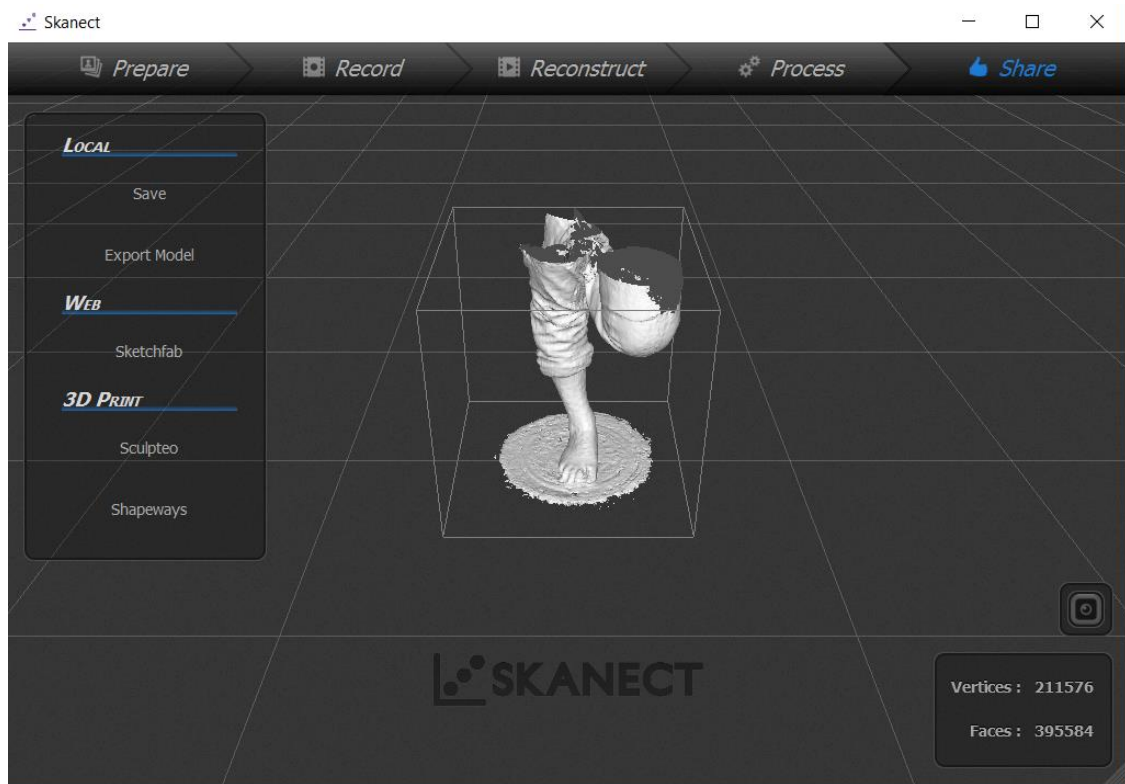 Skanect
Prepare
Record
Reconstruct
Process
Share
LOCAL
Save
Export Model
WEB
Sketchfab
3D PRINT
Sculpteo
Shapeways
SKANECT
Vertices : 211576
Faces : 395584